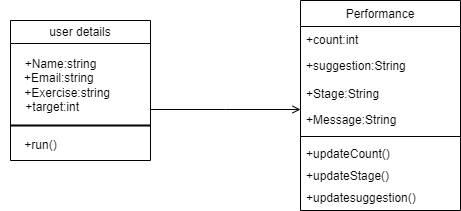 user details
+Name:string
+Email:string
+Exercise:string
+target:int
+run()
Performance
+count:int
+suggestion:String
+Stage:String
+Message:String
+updateCount()
+updateStage()
+updatesuggestion()